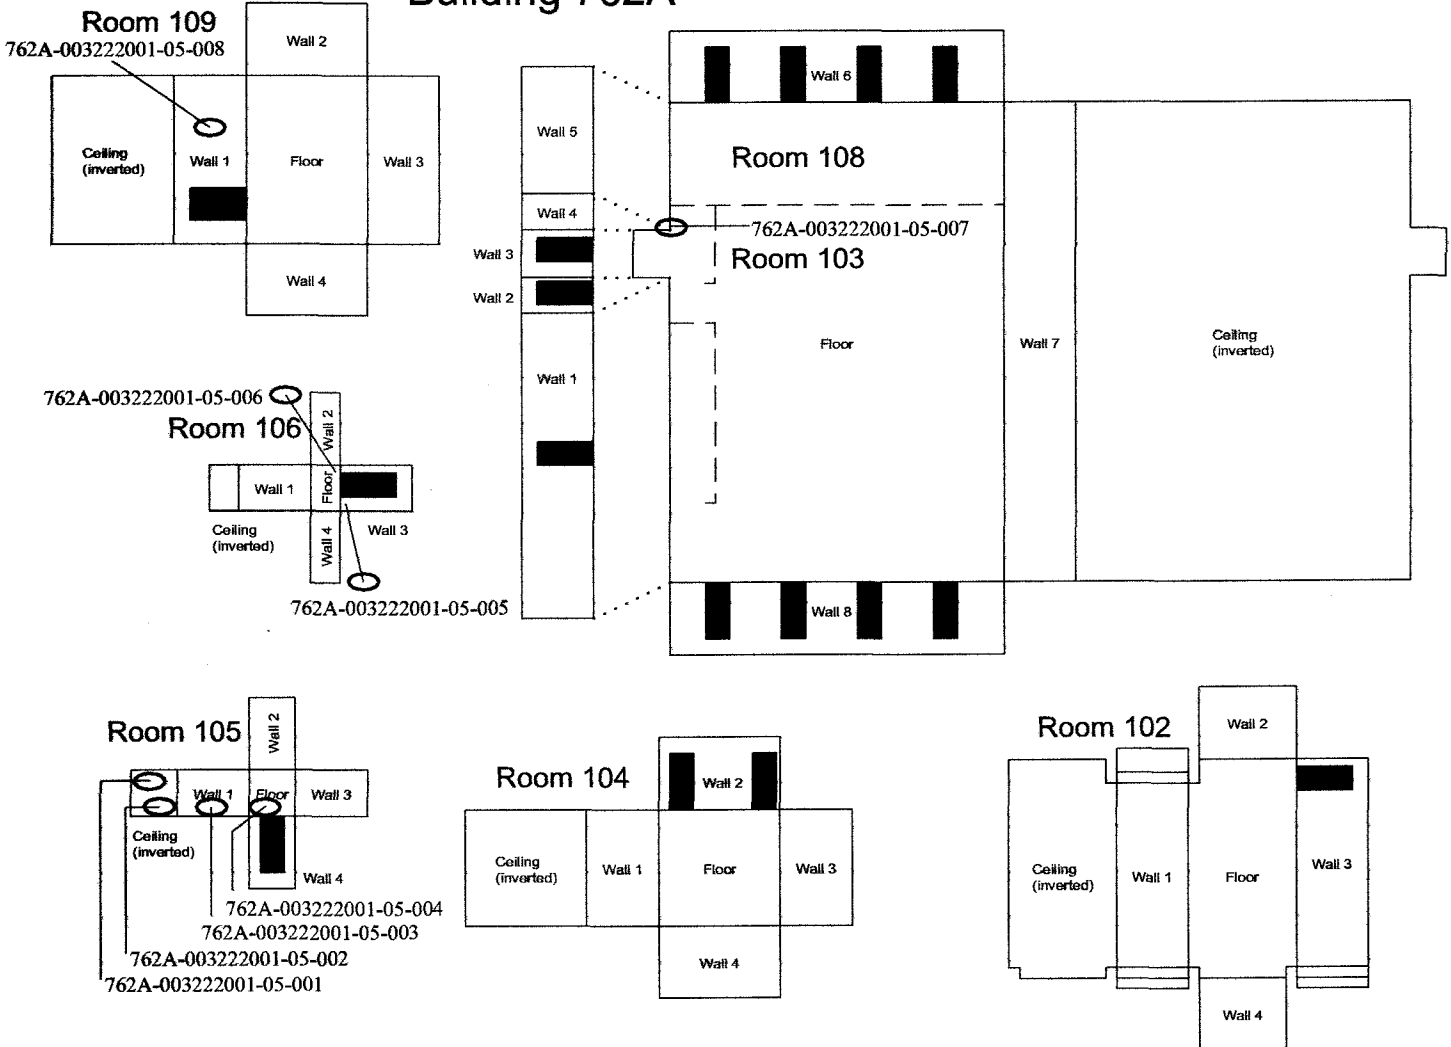 Building 762A
Room 109
762A-003222001-05-008
Wall 2
Ceiling
(inverted)
Wall 1
Floor
Wall 3
Wall 4
Wall 5
Wall 4
Wall 3
Wall 2
Wall 1
Wall 6
Room 108
762A-003222001-05-007
Room 103
Floor
Wall 7
Ceiling
(inverted)
Wall 8
762A-003222001-05-006
Room 106
Wall 2
Wall 1
Floor
Wall 4
Ceiling
(inverted)
Wall 3
762A-003222001-05-005
Room 105
Wall 2
Wall 1
Floor
Wall 3
Ceiling
(inverted)
Wall 4
762A-003222001-05-004
762A-003222001-05-003
762A-003222001-05-002
762A-003222001-05-001
Room 104
Wall 2
Ceiling
(inverted)
Wall 1
Floor
Wall 3
Wall 4
Room 102
Wall 2
Ceiling
(inverted)
Wall 1
Floor
Wall 3
Wall 4